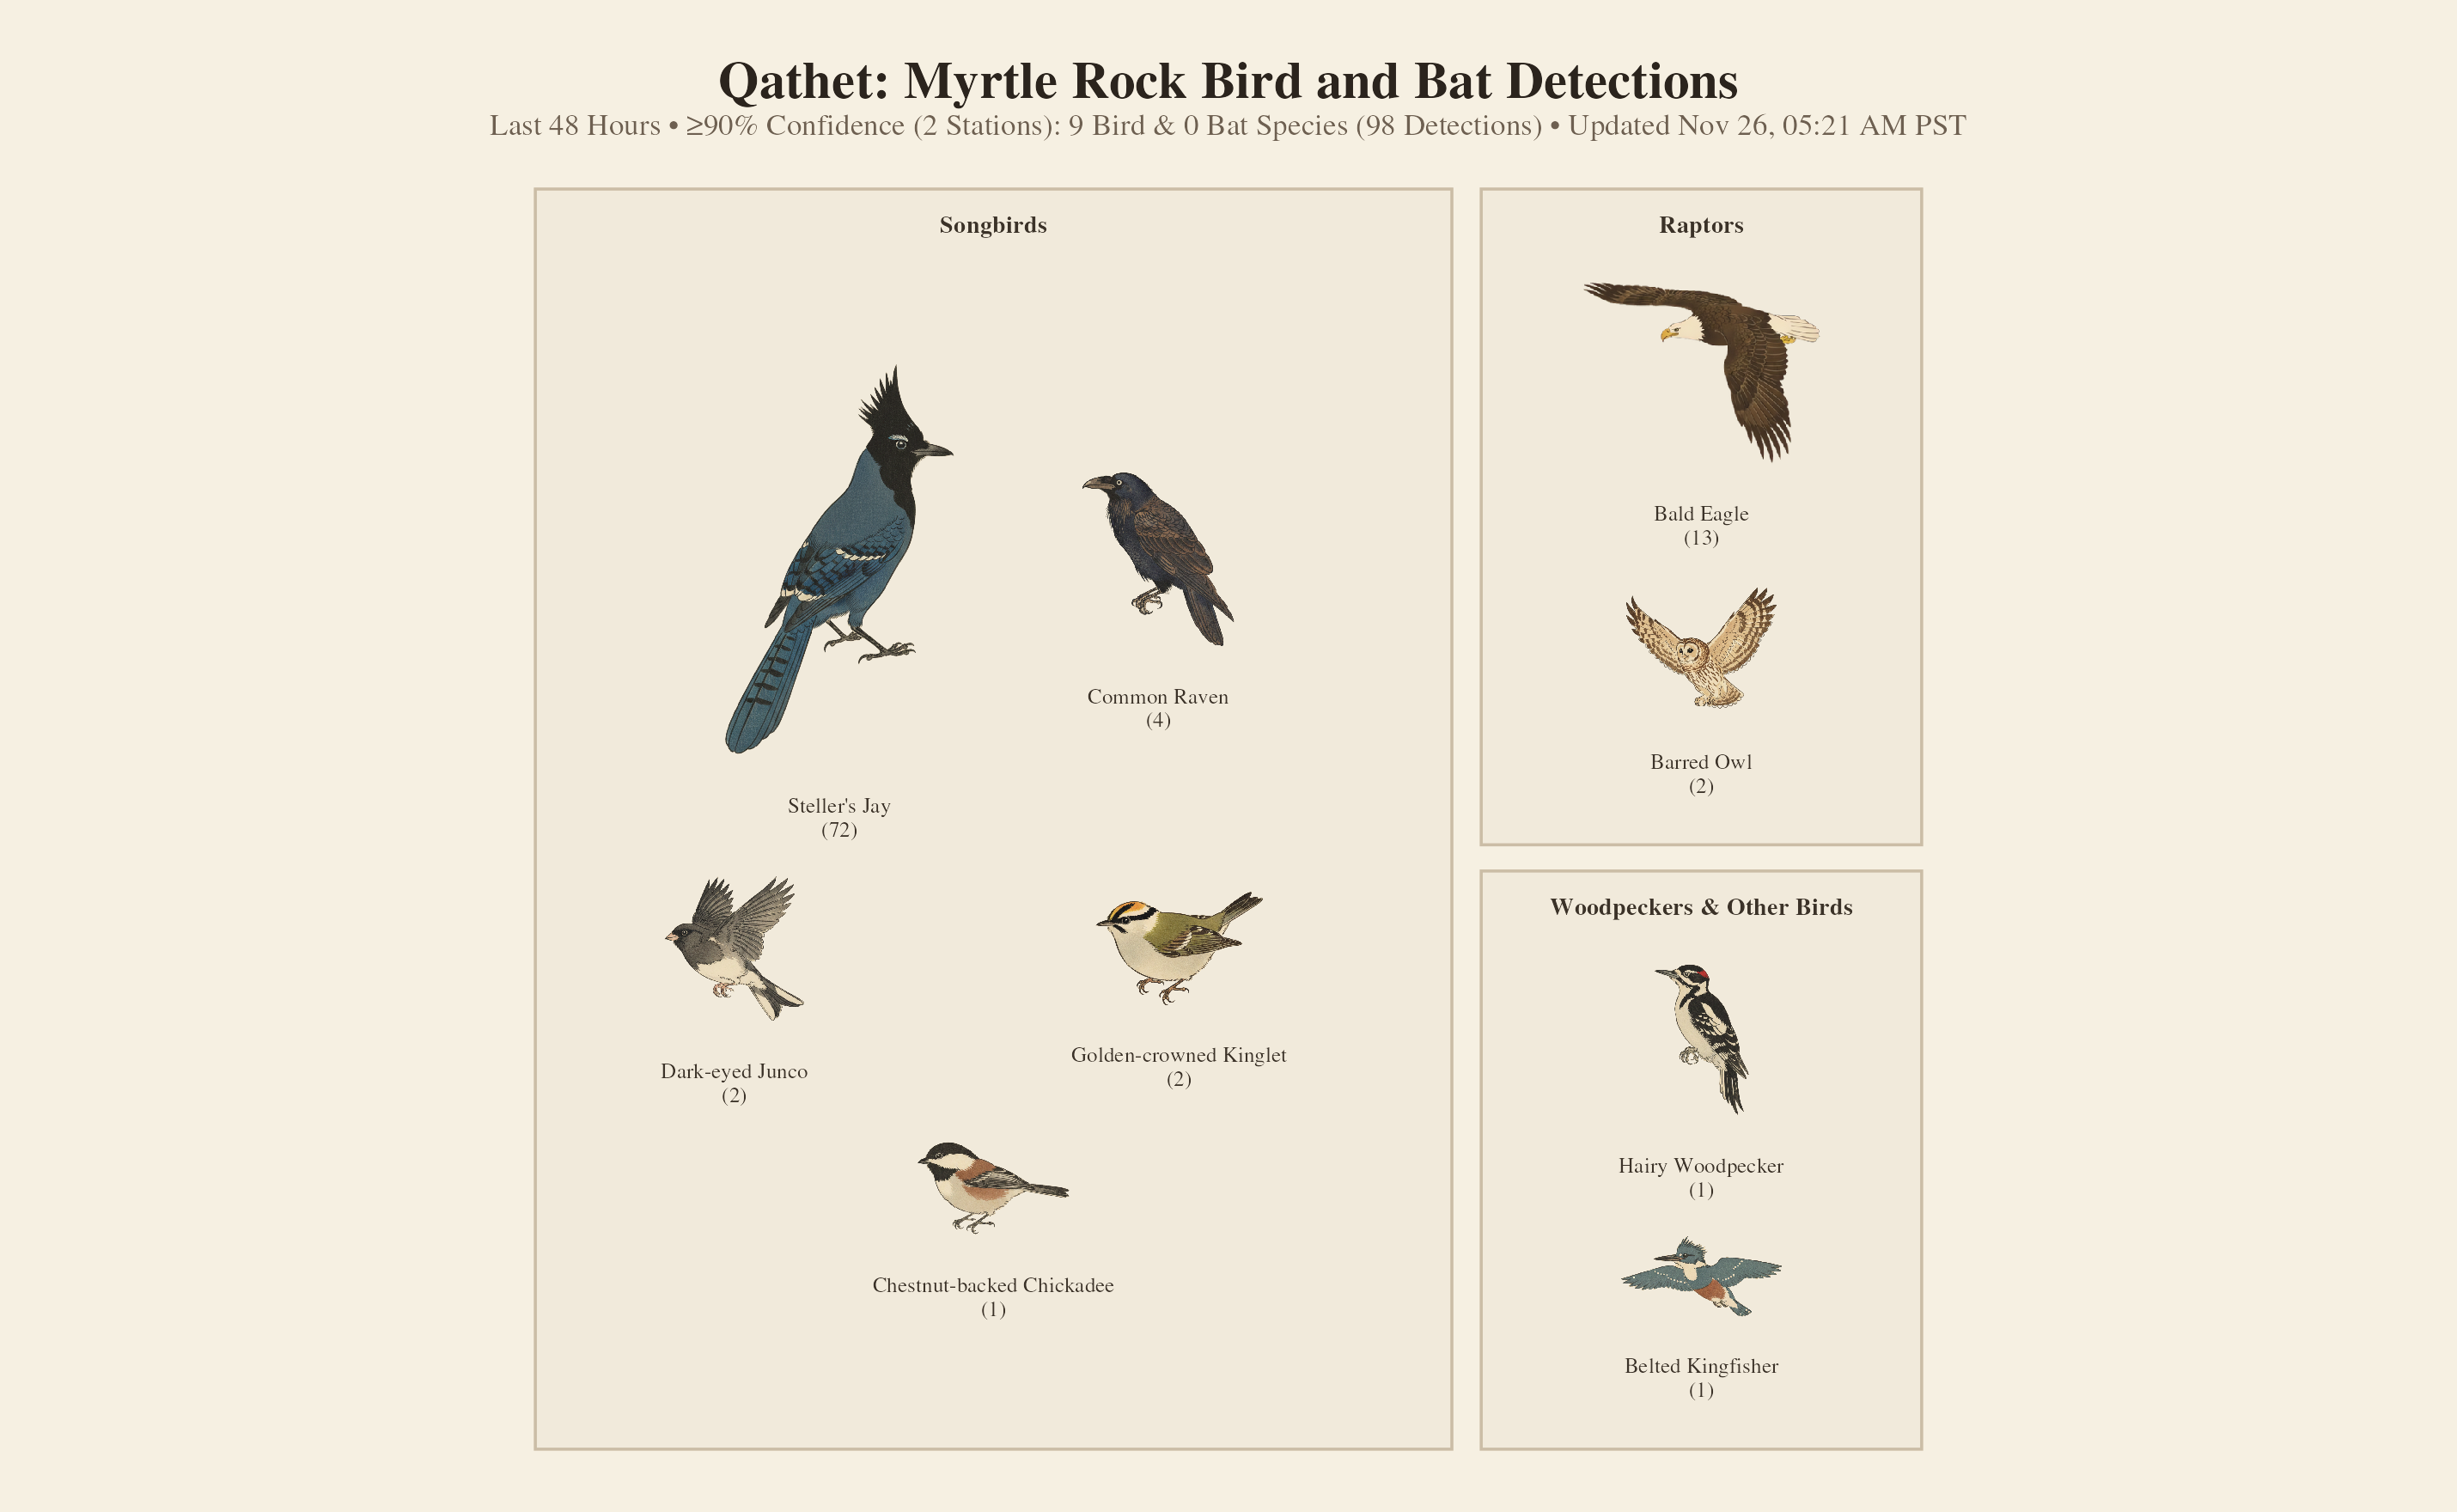 Qathet: Myrtle Rock Bird and Bat Detections
Last 48 Hours • ≥90% Confidence (2 Stations): 9 Bird & 0 Bat Species (98 Detections) • Updated Nov 26, 05:21 AM PST
Songbirds
Steller's Jay
(72)
Common Raven
(4)
Dark-eyed Junco
(2)
Golden-crowned Kinglet
(2)
Chestnut-backed Chickadee
(1)
Raptors
Bald Eagle
(13)
Barred Owl
(2)
Woodpeckers & Other Birds
Hairy Woodpecker
(1)
Belted Kingfisher
(1)